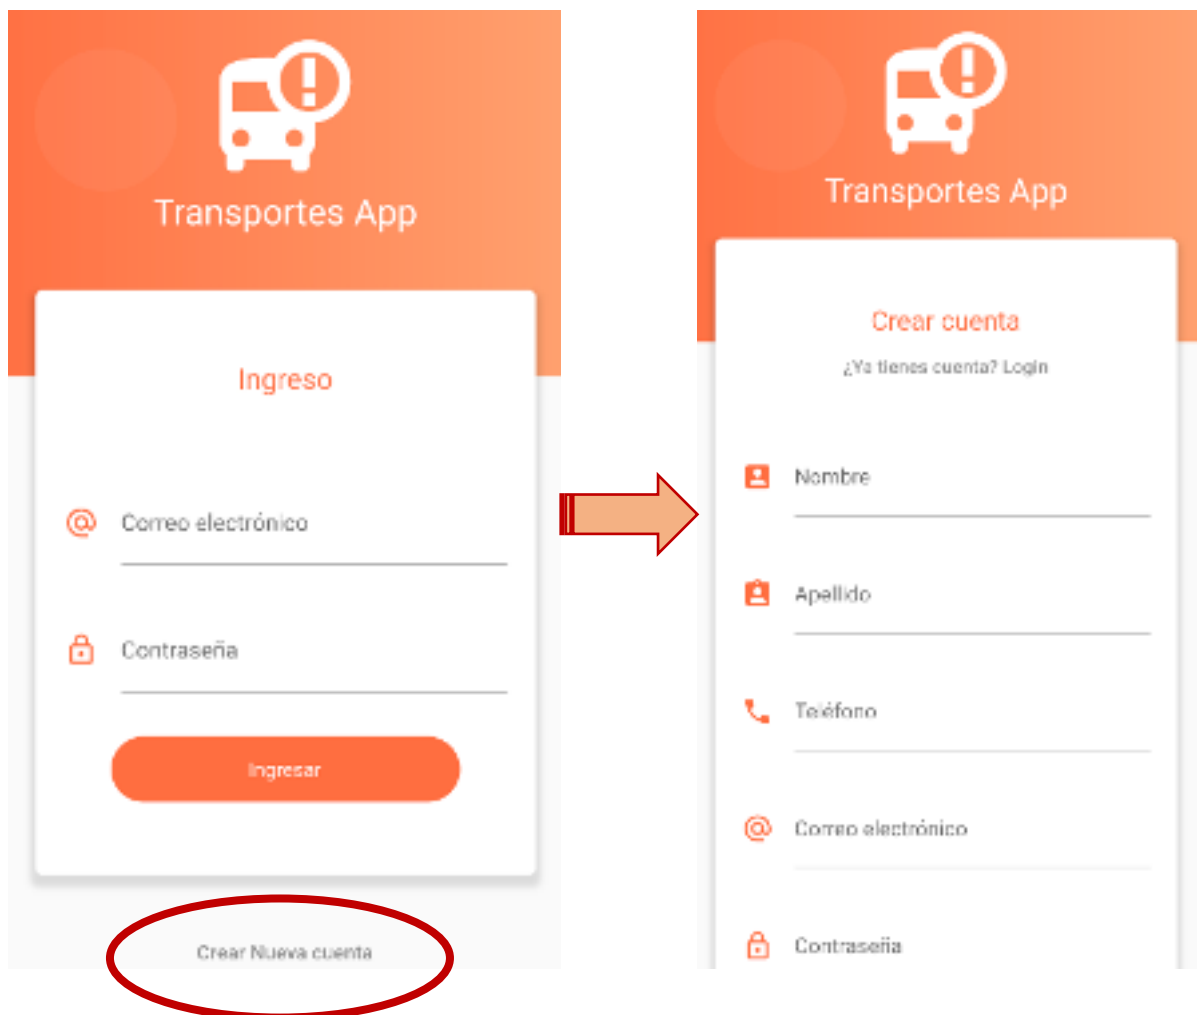 Transportes App
Ingreso
Correo electrónico
Contraseña
Ingresar
Crear Nueva cuenta
Transportes App
Crear cuenta
¿Ya tienes cuenta? Login
Nombre
Apellido
Teléfono
Correo electrónico
Contraseña